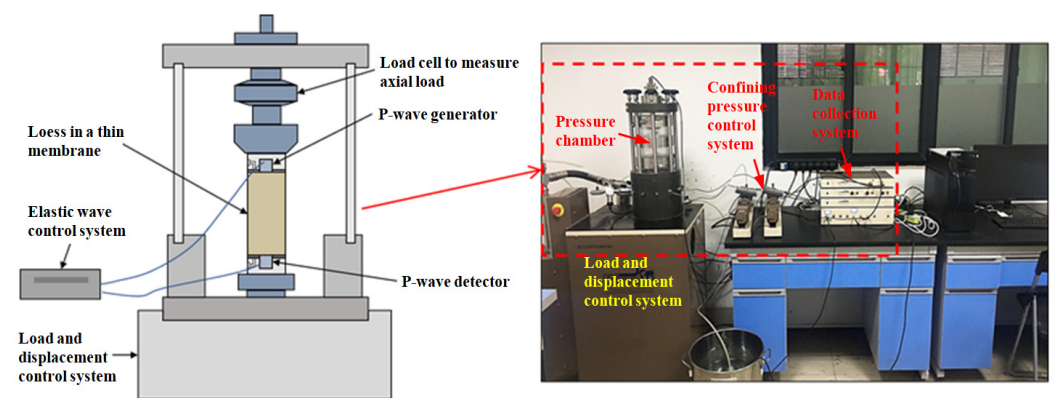 Load cell to measure
axial load
P-wave generator
Loess in a thin
membrane
Elastic wave
control system
P-wave detector
Load and
displacement
control system
Pressure
chamber
Confining
pressure
control
system
Data
collection
system
Load and
displacement
control system